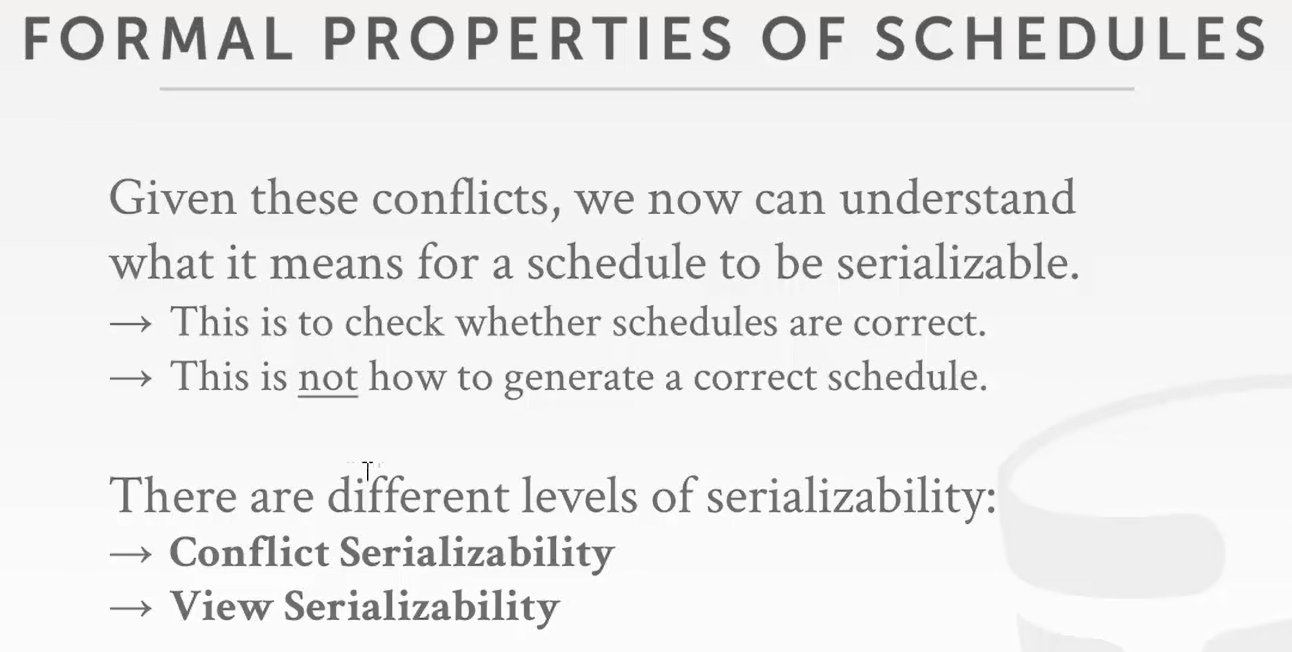 FORMAL PROPERTIES OF SCHEDULES
Given these conflicts, we now can understand
what it means for a schedule to be serializable.
→ This is to check whether schedules are correct.
→ This is not how to generate a correct schedule.
There are different levels of serializability:
→ Conflict Serializability
→ View Serializability